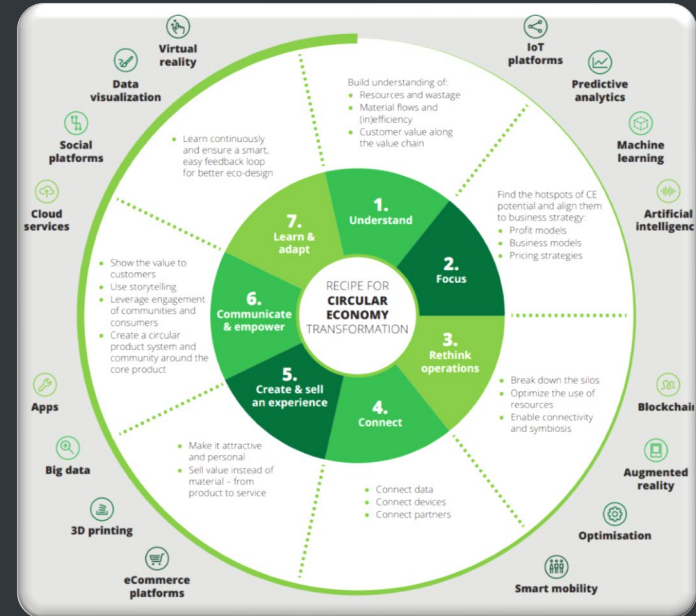 RECIPE FOR
CIRCULAR
ECONOMY
TRANSFORMATION
1.
Understand
Build understanding of:
Resources and wastage
Material flows and
(in)efficiency
Customer value along
the value chain
2.
Focus
Find the hotspots of CE
potential and align them
to business strategy:
Profit models
Business models
Pricing strategies
3.
Rethink
operations
Break down the silos
Optimize the use of
resources
Enable connectivity
and symbiosis
4.
Connect
Connect data
Connect devices
Connect partners
5.
Create & sell
an experience
Make it attractive
and personal
Sell value instead of
material – from
product to service
6.
Communicate
& empower
Show the value to
customers
Use storytelling
Leverage engagement
of communities and
consumers
Create a circular
product system and
community around the
core product
7.
Learn &
adapt
Learn continuously
and ensure a smart,
easy feedback loop
for better eco-design
IoT
platforms
Predictive
analytics
Machine
learning
Artificial
intelligenc
Blockchai
Augmented
reality
Optimisation
Smart mobility
eCommerce
platforms
3D printing
Big data
Apps
Cloud
services
Social
platforms
Data
visualization
Virtual
reality